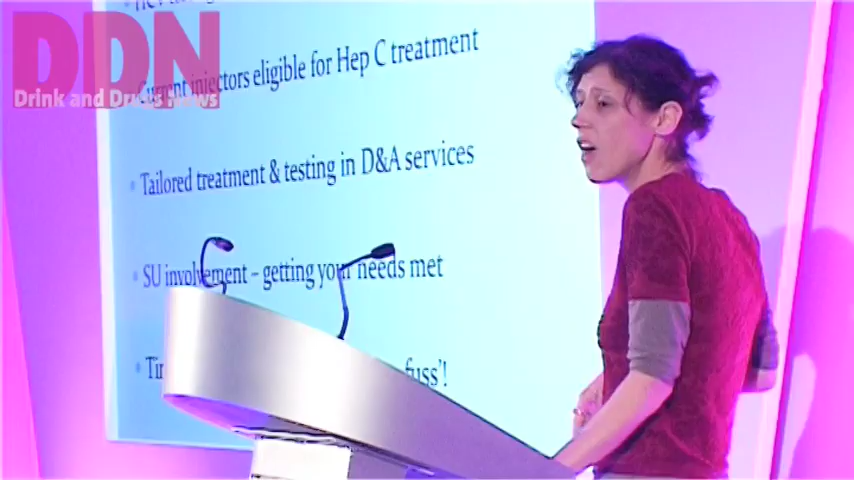 DDN
Drink and Drugs News
Current injectors eligible for Hep C treatment
Tailored treatment & testing in D&A services
SU involvement – getting your needs met
fuss'!